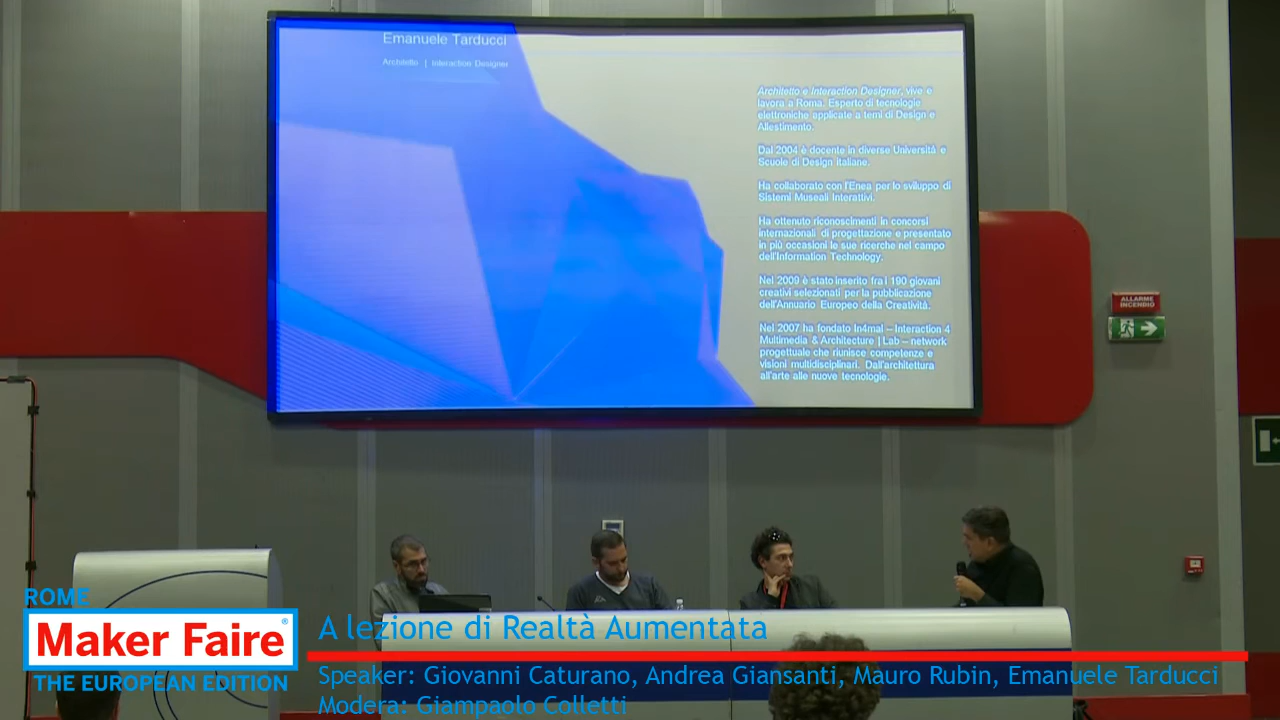 Emanuele Tarducci
Architetto | Interaction Designer
Architetto e Interaction Designer, vive e
lavora a Roma. Esperto di tecnologie
elettroniche applicate a temi di Design e
Allestimento.
Dal 2004 è docente in diverse Università e
Scuole di Design Italiane.
Ha collaborato con l'Enea per lo sviluppo di
Sistemi Museali Interattivi.
Ha ottenuto riconoscimenti in concorsi
internazionali di progettazione e presentato
in più occasioni le sue ricerche nel campo
dell'Information Technology.
Nel 2009 è stato inserito fra i 190 giovani
creativi selezionati per la pubblicazione
dell'Annuario Europeo della Creatività.
Nel 2007 ha fondato In4mal – Interaction 4
Multimedia & Architecture | Lab – network
progettuale che riunisce competenze e
visioni multidisciplinari. Dall'architettura
all'arte alle nuove tecnologie.
ALLARME
INCENDIO
ROME
Maker Faire®
THE EUROPEAN EDITION
A lezione di Realtà Aumentata
Speaker: Giovanni Caturano, Andrea Giansanti, Mauro Rubin, Emanuele Tarducci
Modera: Giampaolo Colletti